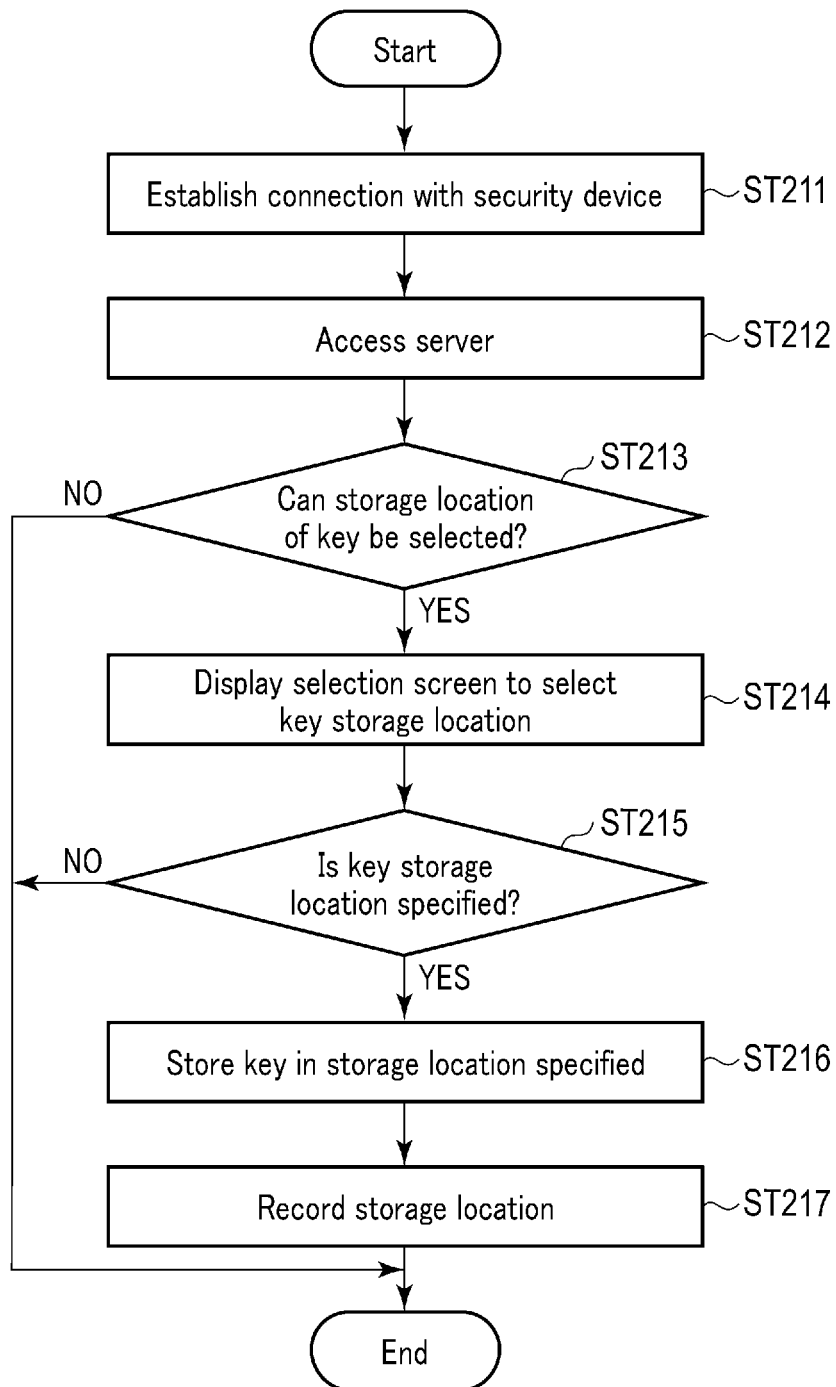 Start
Establish connection with security device
ST211
Access server
ST212
ST213
NO
Can storage location
of key be selected?
YES
Display selection screen to select
key storage location
ST214
ST215
NO
Is key storage
location specified?
YES
Store key in storage location specified
ST216
Record storage location
ST217
End